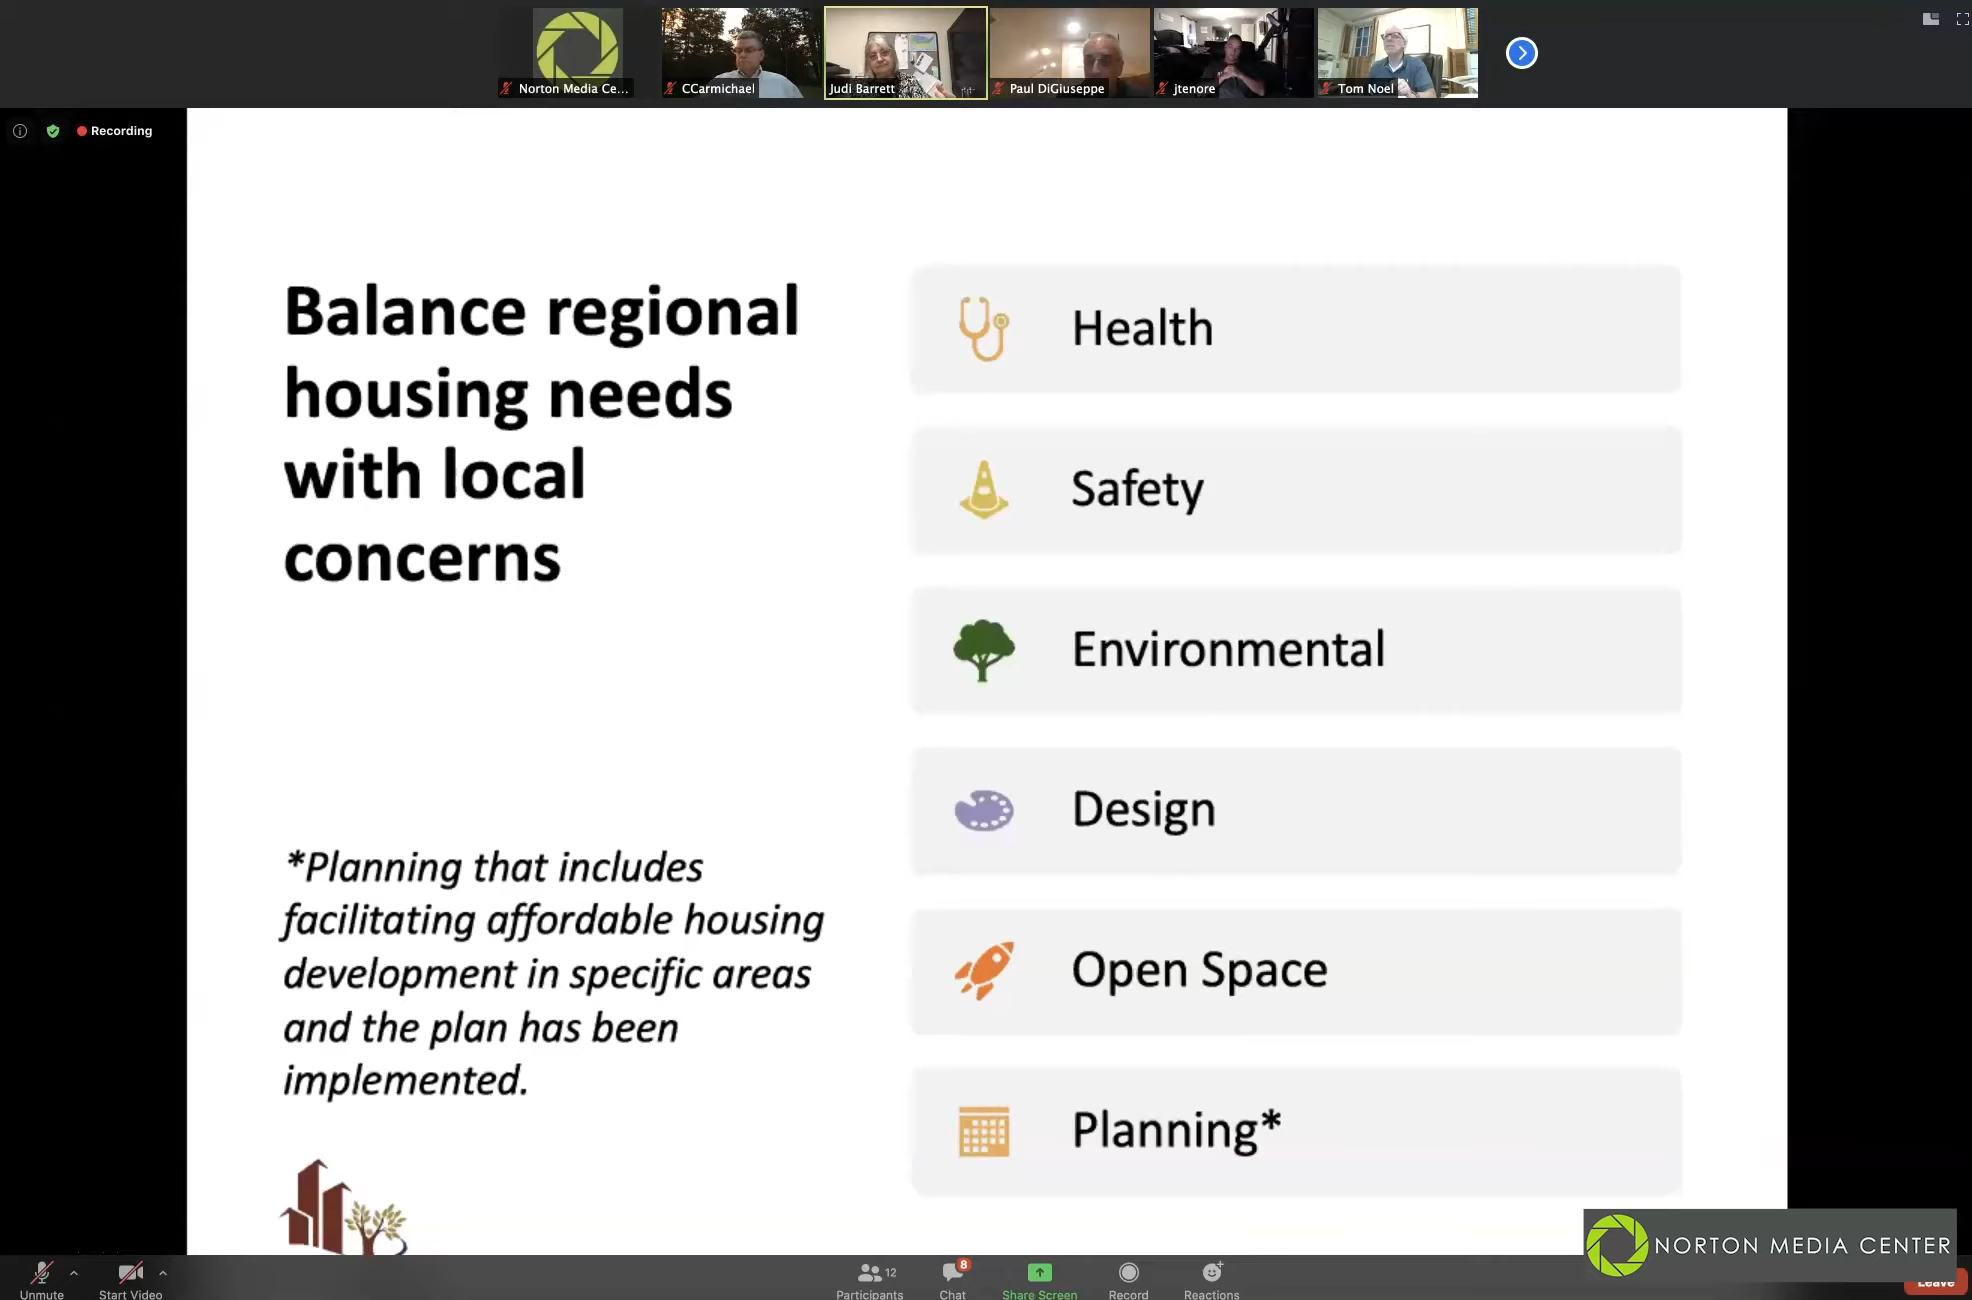 Norton Media Ce...
CCarmichael
Judi Barrett
Paul DiGiuseppe
jtenore
Tom Noel
Recording
Balance regional
housing needs
with local
concerns
*Planning that includes
facilitating affordable housing
development in specific areas
and the plan has been
implemented.
Health
Safety
Environmental
Design
Open Space
Planning*
NORTON MEDIA CENTER
Unmute
Start Video
12
Participants
8
Chat
Share Screen
Record
Reactions
Leave